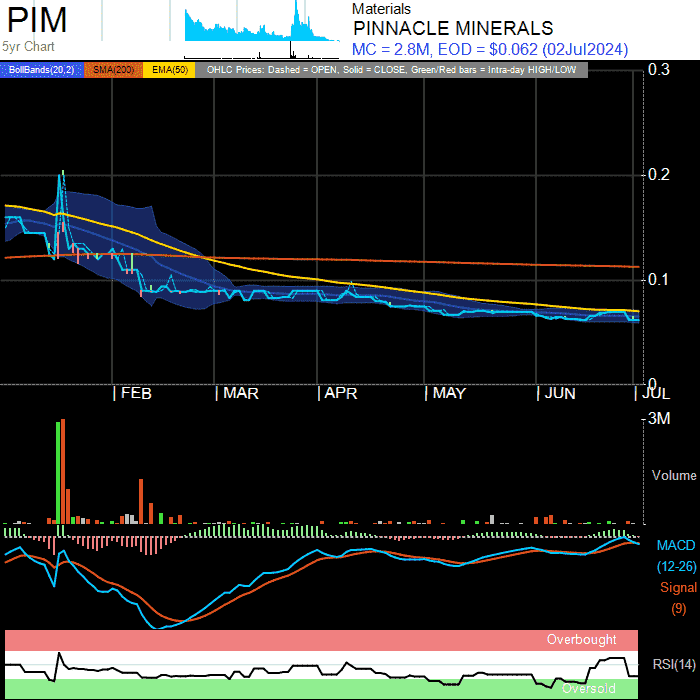 PIM
5yr Chart
Materials
PINNACLE MINERALS
MC = 2.8M, EOD = $0.062 (02Jul2024)
BollBands(20,2) SMA(200) EMA(50) OHLC Prices: Dashed = OPEN, Solid = CLOSE, Green/Red bars = Intra-day HIGH/LOW
0.3
0.2
0.1
0
FEB MAR APR MAY JUN JUL
3M
Volume
MACD
(12-26)
Signal
(9)
Overbought
RSI(14)
Oversold